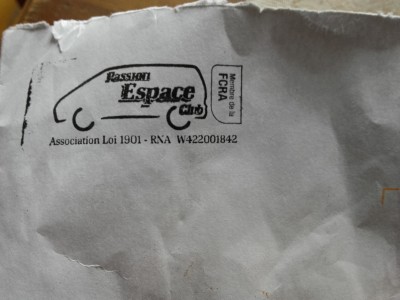 PASSION
Espace
Club
Membre de la
FCRA
Association Loi 1901 - RNA W422001842